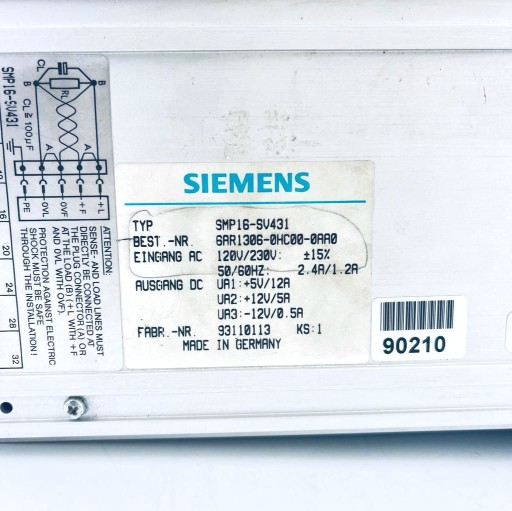 SMP16-SV431
CL
B
B
RL
CL ≧ 100µF
A
A
PE
0VL
0VF
+F
+L
ATTENTION:
SENSE- AND LOAD LINES MUST
DIRECTLY BE CONNECTED AT
THE PLUG CONNECTOR (A) OR
AT THE LOAD (B) (+L WITH +F
AND 0VL WITH 0VF).
PROTECTION AGAINST ELECTRIC
SHOCK MUST BE SAFE
THROUGH THE INSTALLATION!
16
20
24
28
32
SIEMENS
TYP SMP16-SV431
BEST.-NR. 6AR1306-0HC00-0AA0
EINGANG AC 120V/230V: ±15%
50/60HZ: 2.4A/1.2A
AUSGANG DC UA1:+5V/12A
UA2:+12V/5A
UA3:-12V/0.5A
FABR.-NR. 93110113 KS:1
MADE IN GERMANY
90210